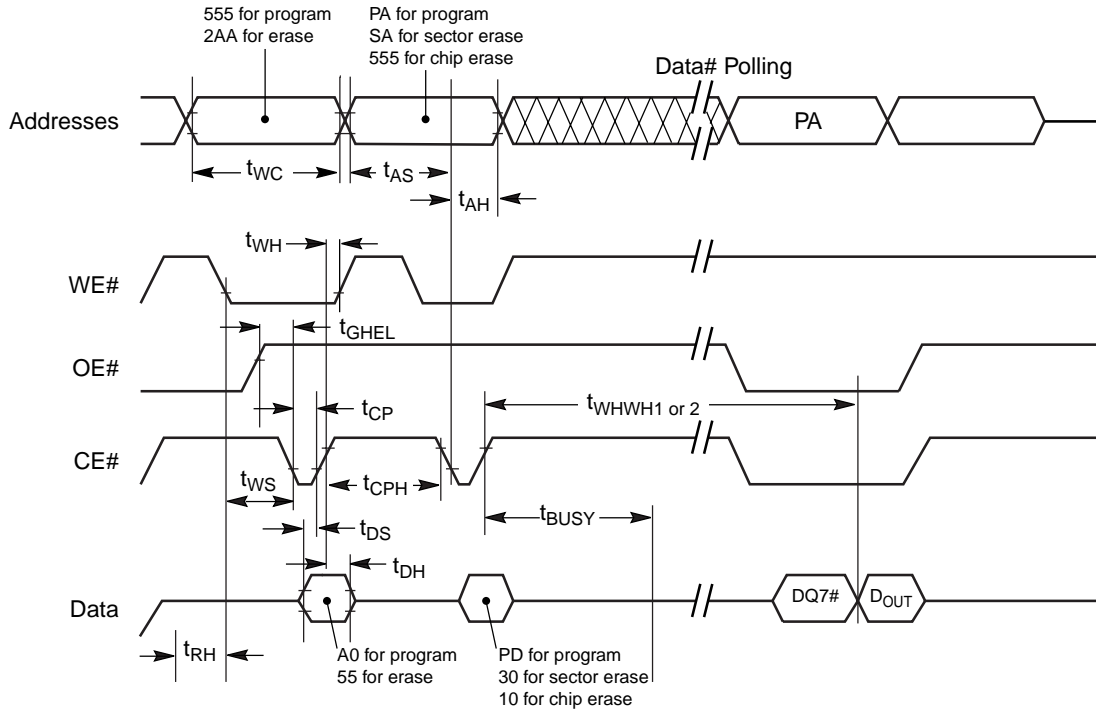 555 for program
2AA for erase
PA for program
SA for sector erase
555 for chip erase
Data# Polling
Addresses
PA
tWC
tAS
tAH
tWH
WE#
tGHEL
OE#
tWHWH1 or 2
tCP
CE#
tWS
tCPH
tBUSY
tDS
tDH
Data
DQ7#
DOUT
tRH
A0 for program
55 for erase
PD for program
30 for sector erase
10 for chip erase